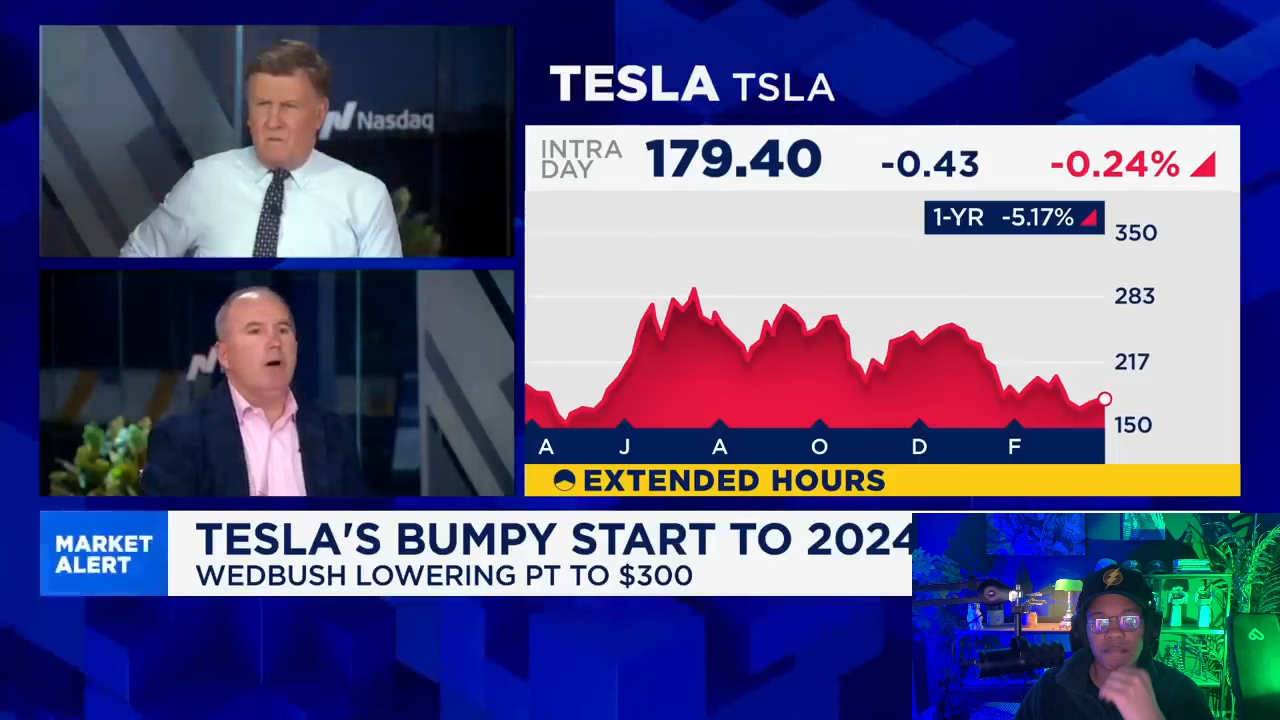 Nasdaq
TESLA TSLA
INTRA DAY 179.40 -0.43 -0.24%
1-YR -5.17%
350
283
217
150
A J A O D F
EXTENDED HOURS
MARKET ALERT
TESLA'S BUMPY START TO 2024
WEDBUSH LOWERING PT TO $300